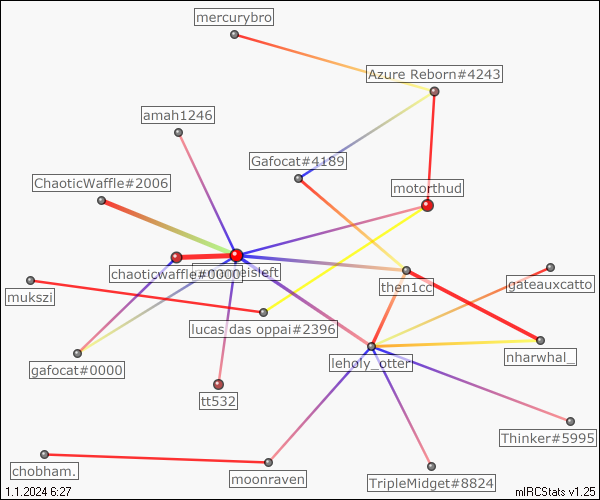 mercurybro
Azure Reborn#4243
amah1246
Gafocat#4189
ChaoticWaffle#2006
motorthud
chaoticwaffle#0000
eisleft
mukszi
then1cc
gateauxcatto
lucas das oppai#2396
nharwhal_
gafocat#0000
leholy_otter
tt532
Thinker#5995
chobham.
moonraven
TripleMidget#8824
1.1.2024 6:27
mIRCStats v1.25